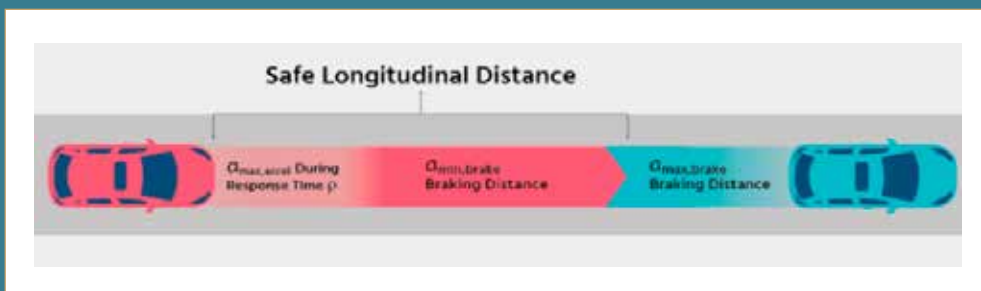 Safe Longitudinal Distance
αmax,accel During
Response Time ρ
αmin,brake
Braking Distance
αmax,brake
Braking Distance